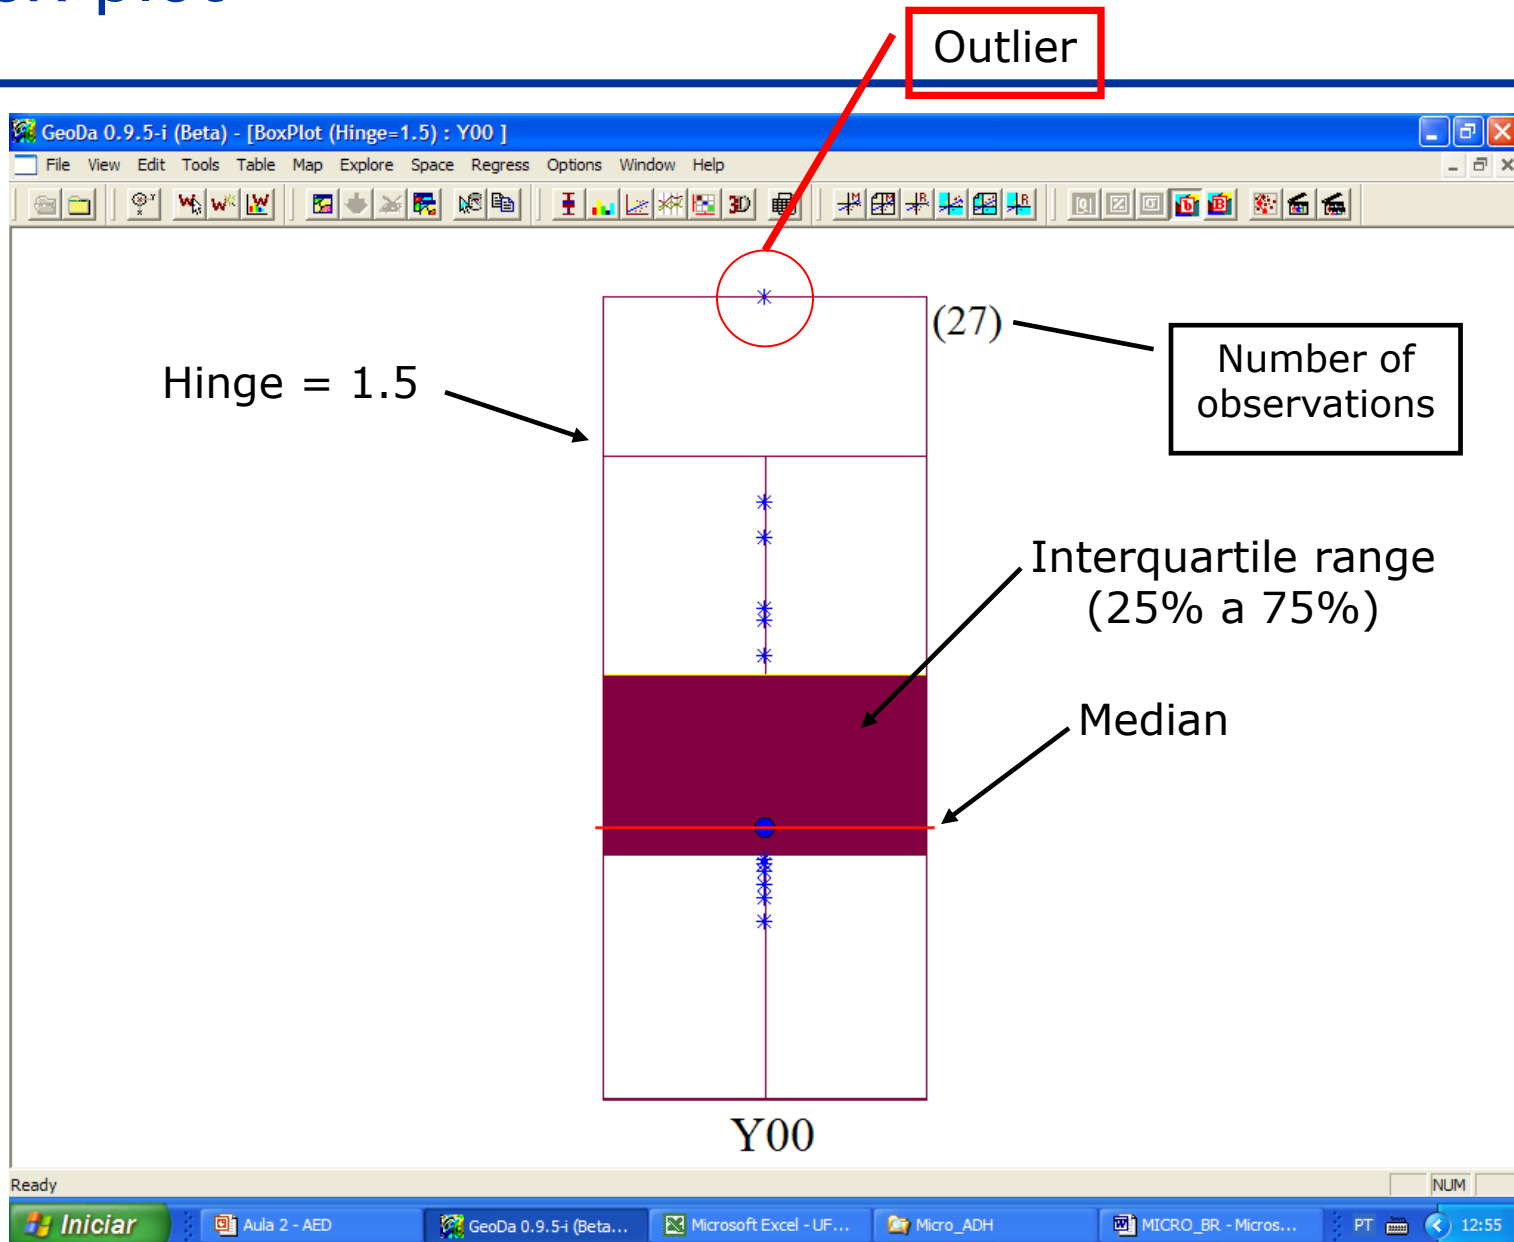 plot
Outlier
GeoDa 0.9.5-i (Beta) - [BoxPlot (Hinge=1.5) : Y00 ]
File View Edit Tools Table Map Explore Space Regress Options Window Help
3D
(27)
Number of
observations
Hinge = 1.5
Interquartile range
(25% a 75%)
Median
Y00
Ready
NUM
Iniciar
Aula 2 - AED
GeoDa 0.9.5-i (Beta...
Microsoft Excel - UF...
Micro_ADH
MICRO_BR - Micros...
PT
12:55